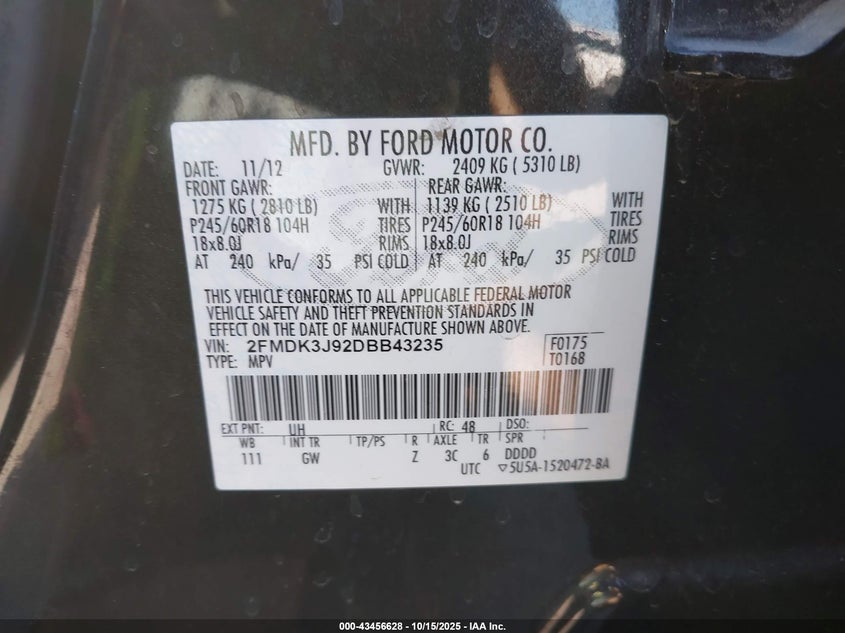 MFD. BY FORD MOTOR CO.
DATE: 11/12 GVWR: 2409 KG ( 5310 LB)
FRONT GAWR: REAR GAWR:
1275 KG ( 2810 LB) WITH 1139 KG ( 2510 LB) WITH
P245/60R18 104H TIRES P245/60R18 104H TIRES
18x8.0J RIMS 18x8.0J RIMS
AT 240 kPa/ 35 PSI COLD AT 240 kPa/ 35 PSI COLD
Ford
THIS VEHICLE CONFORMS TO ALL APPLICABLE FEDERAL MOTOR
VEHICLE SAFETY AND THEFT PREVENTION STANDARDS IN
EFFECT ON THE DATE OF MANUFACTURE SHOWN ABOVE.
VIN: 2FMDK3J92DBB43235 F0175
TYPE: MPV T0168
EXT PNT: UH RC: 48 DSO:
WB INT TR TP/PS R AXLE TR SPR
111 GW Z 3C 6 DDDD
UTC ▽5U5A-1520472-BA
000-43456628 - 10/15/2025 - IAA Inc.